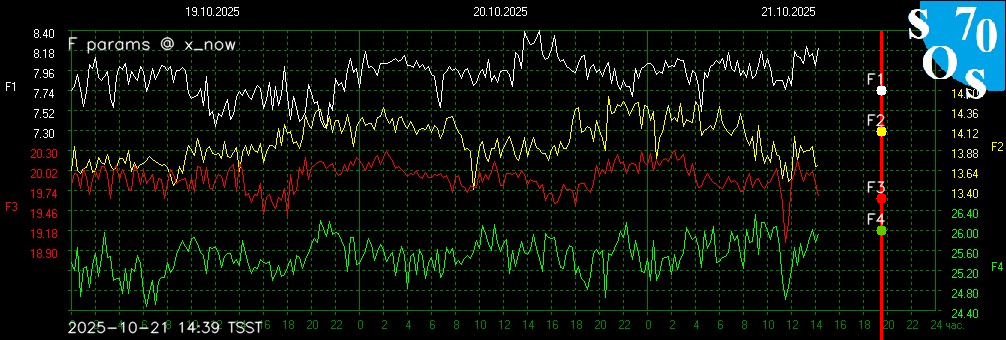 19.10.2025 20.10.2025 21.10.2025
S 70
O S
F params @ x_now
8.40
8.18
7.96
7.74
7.52
7.30
F1
20.30
20.02
19.74
19.46
19.18
18.90
F3
F1
F2
F3
F4
14.36
14.12
13.88
13.64
13.40
F2
26.40
26.00
25.60
25.20
24.80
24.40
F4
2025-10-21 14:39 TSST
18 20 22 0 2 4 6 8 10 12 14 16 18 20 22 0 2 4 6 8 10 12 14 16 18 20 22 24 час.